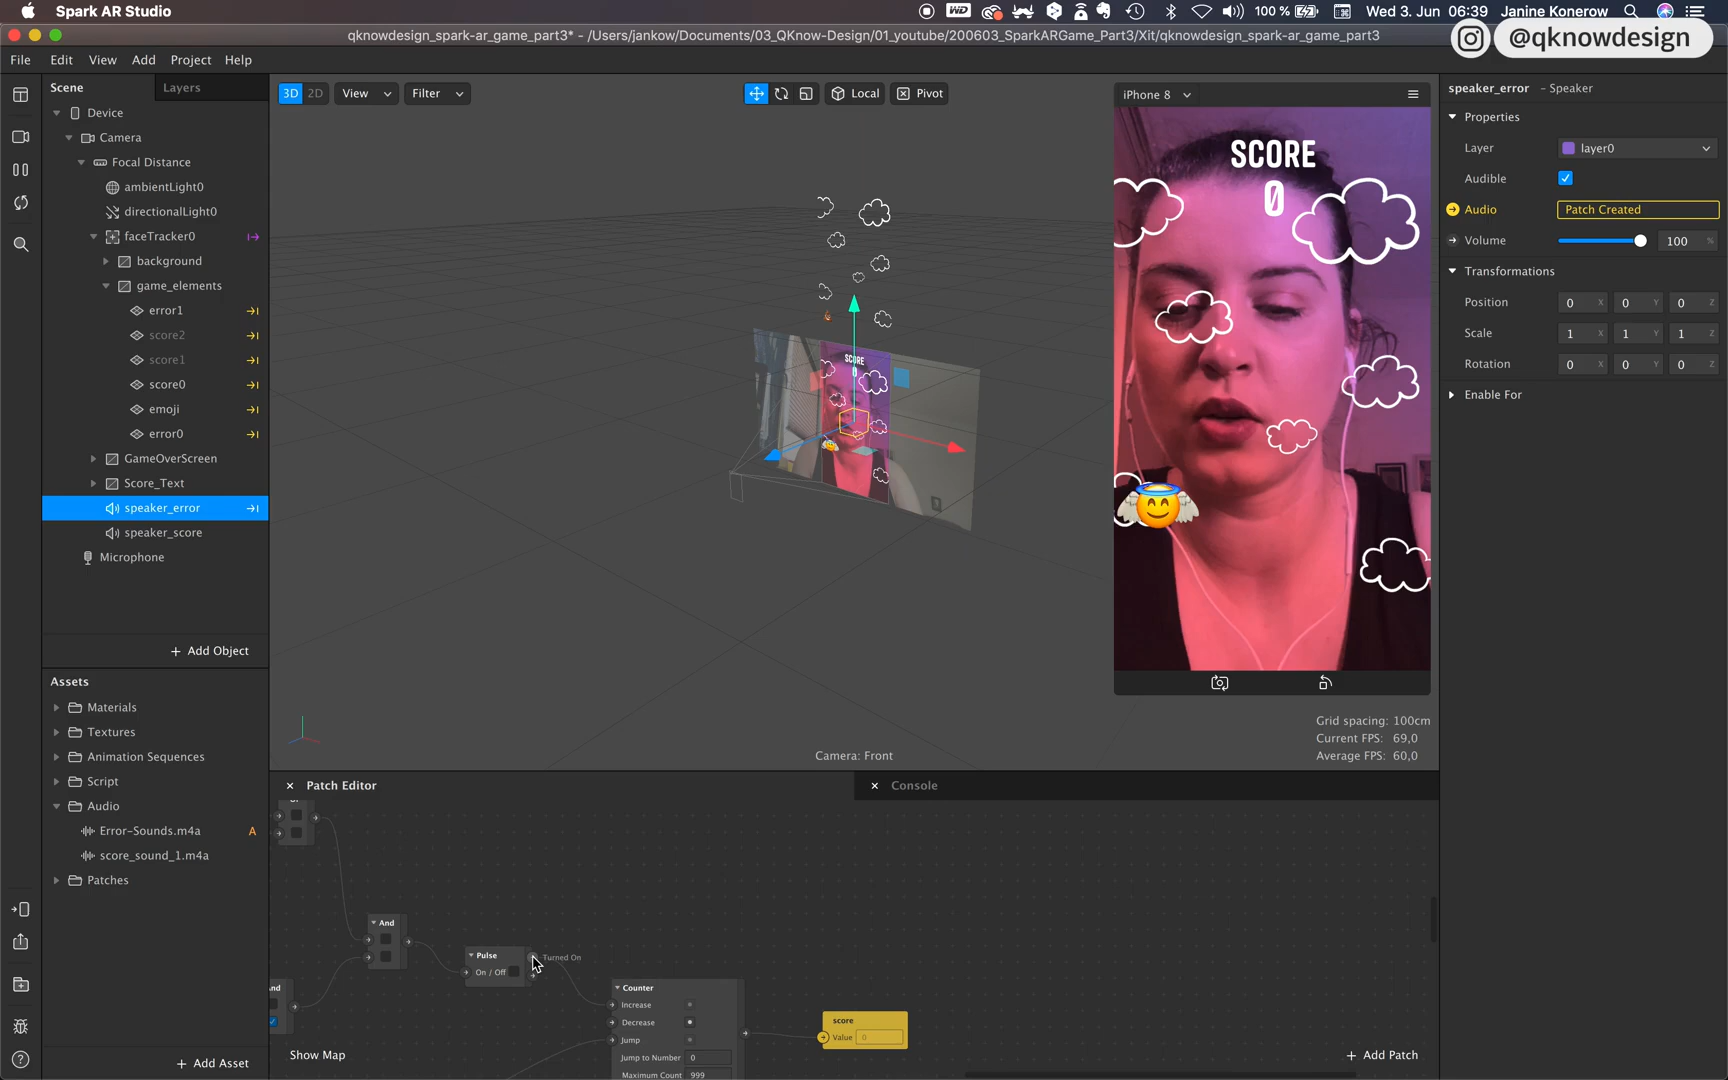 Spark AR Studio
100 %
Wed 3. Jun 06:39
Janine Konerow
qknowdesign_spark-ar_game_part3* - /Users/jankow/Documents/03_QKnow-Design/01_youtube/200603_SparkARGame_Part3/Xit/qknowdesign_spark-ar_game_part3
@qknowdesign
File
Edit
View
Add
Project
Help
Scene
Layers
Device
Camera
Focal Distance
ambientLight0
directionalLight0
faceTracker0
background
game_elements
error1
score2
score1
score0
emoji
error0
GameOverScreen
Score_Text
speaker_error
speaker_score
Microphone
+ Add Object
Assets
Materials
Textures
Animation Sequences
Script
Audio
Error-Sounds.m4a A
score_sound_1.m4a
Patches
+ Add Asset
3D 2D
View
Filter
Local
Pivot
SCORE
iPhone 8
SCORE
0
Grid spacing: 100cm
Current FPS: 69,0
Average FPS: 60,0
Camera: Front
speaker_error - Speaker
Properties
Layer layer0
Audible
Audio Patch Created
Volume 100 %
Transformations
Position 0 X 0 Y 0 Z
Scale 1 X 1 Y 1 Z
Rotation 0 X 0 Y 0 Z
Enable For
Patch Editor
Console
And
Pulse
On / Off
Turned On
Counter
Increase
Decrease
Jump
Jump to Number 0
Maximum Count 999
score
Value 0
Show Map
+ Add Patch